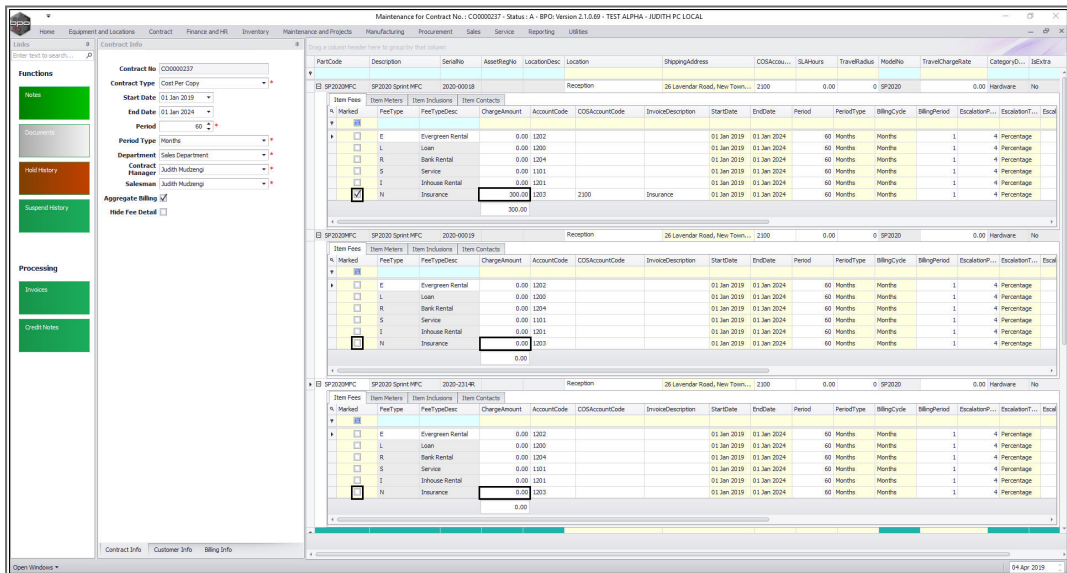 bpo
Maintenance for Contract No. : CO0000237 - Status : A - BPO: Version 2.1.0.69 - TEST ALPHA - JUDITH PC LOCAL
Home Equipment and Locations Contract Finance and HR Inventory Maintenance and Projects Manufacturing Procurement Sales Service Reporting Utilities
Links
Enter text to search...
Functions
Notes
Documents
Hold History
Suspend History
Processing
Invoices
Credit Notes
Contract Info
Contract No CO0000237
Contract Type Cost Per Copy *
Start Date 01 Jan 2019
End Date 01 Jan 2024
Period 60 *
Period Type Months *
Department Sales Department *
Contract Manager Judith Mudzengi *
Salesman Judith Mudzengi *
Aggregate Billing
Hide Fee Detail
Contract Info Customer Info Billing Info
Drag a column header here to group by that column
PartCode Description SerialNo AssetRegNo LocationDesc Location ShippingAddress COSAccou... SLAHours TravelRadius ModelNo TravelChargeRate CategoryD... IsExtra
SP2020MFC SP2020 Sprint MFC 2020-00018 Reception 26 Lavendar Road, New Town... 2100 0.00 0 SP2020 0.00 Hardware No
Item Fees Item Meters Item Inclusions Item Contacts
Marked FeeType FeeTypeDesc ChargeAmount AccountCode COSAccountCode InvoiceDescription StartDate EndDate Period PeriodType BillingCycle BillingPeriod EscalationP... EscalationT... Escal
E Evergreen Rental 0.00 1202 01 Jan 2019 01 Jan 2024 60 Months Months 1 4 Percentage
L Loan 0.00 1200 01 Jan 2019 01 Jan 2024 60 Months Months 1 4 Percentage
R Bank Rental 0.00 1204 01 Jan 2019 01 Jan 2024 60 Months Months 1 4 Percentage
S Service 0.00 1101 01 Jan 2019 01 Jan 2024 60 Months Months 1 4 Percentage
I Inhouse Rental 0.00 1201 01 Jan 2019 01 Jan 2024 60 Months Months 1 4 Percentage
N Insurance 300.00 1203 2100 Insurance 01 Jan 2019 01 Jan 2024 60 Months Months 1 4 Percentage
300.00
SP2020MFC SP2020 Sprint MFC 2020-00019 Reception 26 Lavendar Road, New Town... 2100 0.00 0 SP2020 0.00 Hardware No
Item Fees Item Meters Item Inclusions Item Contacts
Marked FeeType FeeTypeDesc ChargeAmount AccountCode COSAccountCode InvoiceDescription StartDate EndDate Period PeriodType BillingCycle BillingPeriod EscalationP... EscalationT... Escal
E Evergreen Rental 0.00 1202 01 Jan 2019 01 Jan 2024 60 Months Months 1 4 Percentage
L Loan 0.00 1200 01 Jan 2019 01 Jan 2024 60 Months Months 1 4 Percentage
R Bank Rental 0.00 1204 01 Jan 2019 01 Jan 2024 60 Months Months 1 4 Percentage
S Service 0.00 1101 01 Jan 2019 01 Jan 2024 60 Months Months 1 4 Percentage
I Inhouse Rental 0.00 1201 01 Jan 2019 01 Jan 2024 60 Months Months 1 4 Percentage
N Insurance 0.00 1203 01 Jan 2019 01 Jan 2024 60 Months Months 1 4 Percentage
0.00
SP2020MFC SP2020 Sprint MFC 2020-2314R Reception 26 Lavendar Road, New Town... 2100 0.00 0 SP2020 0.00 Hardware No
Item Fees Item Meters Item Inclusions Item Contacts
Marked FeeType FeeTypeDesc ChargeAmount AccountCode COSAccountCode InvoiceDescription StartDate EndDate Period PeriodType BillingCycle BillingPeriod EscalationP... EscalationT... Escal
E Evergreen Rental 0.00 1202 01 Jan 2019 01 Jan 2024 60 Months Months 1 4 Percentage
L Loan 0.00 1200 01 Jan 2019 01 Jan 2024 60 Months Months 1 4 Percentage
R Bank Rental 0.00 1204 01 Jan 2019 01 Jan 2024 60 Months Months 1 4 Percentage
S Service 0.00 1101 01 Jan 2019 01 Jan 2024 60 Months Months 1 4 Percentage
I Inhouse Rental 0.00 1201 01 Jan 2019 01 Jan 2024 60 Months Months 1 4 Percentage
N Insurance 0.00 1203 01 Jan 2019 01 Jan 2024 60 Months Months 1 4 Percentage
0.00
Open Windows
04 Apr 2019